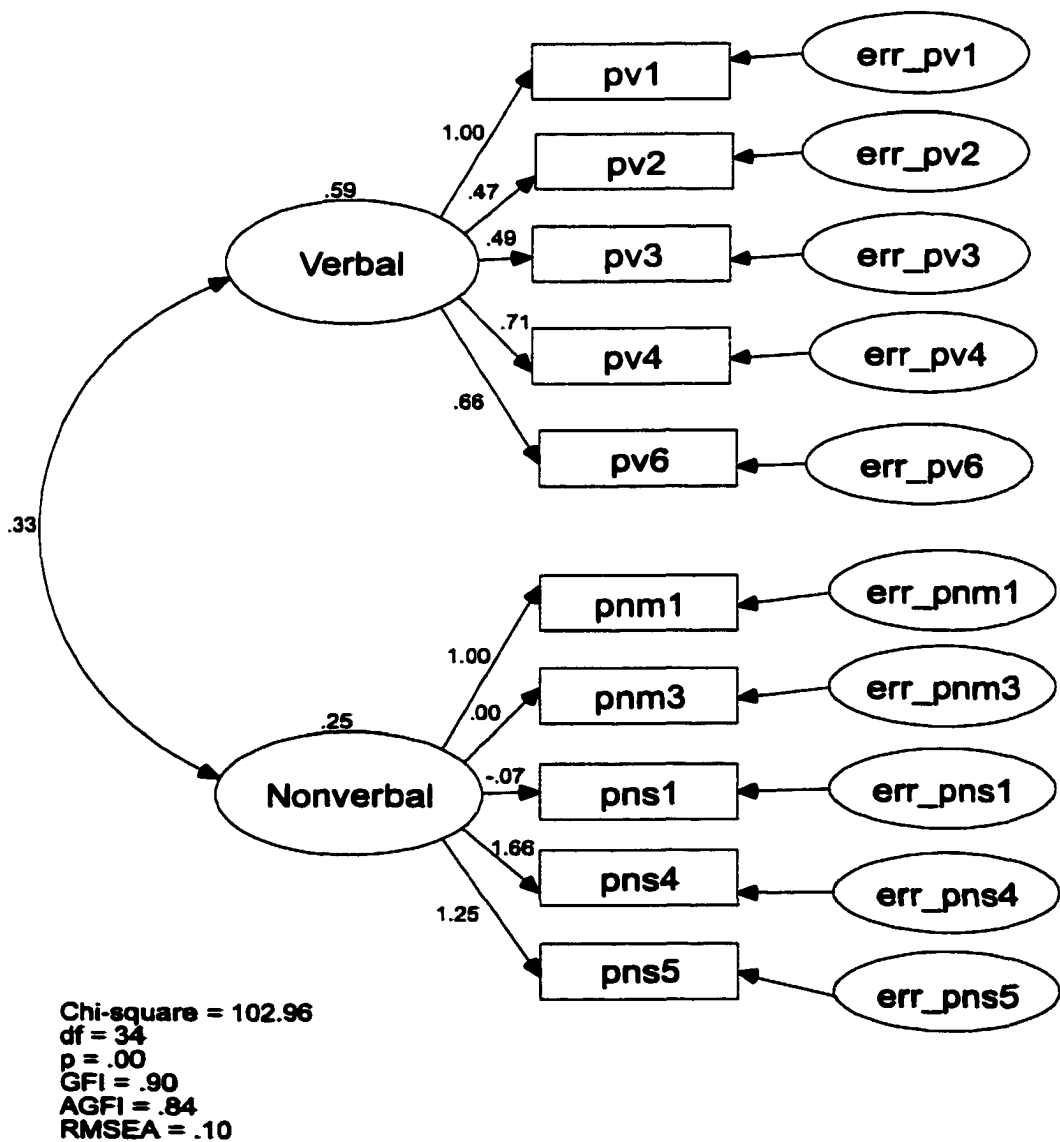 pv1
err_pv1
1.00
pv2
err_pv2
.47
.59
Verbal
.49
pv3
err_pv3
.71
pv4
err_pv4
.66
pv6
err_pv6
.33
pnm1
err_pnm1
1.00
pnm3
err_pnm3
.00
.25
Nonverbal
-.07
pns1
err_pns1
1.66
pns4
err_pns4
1.25
pns5
err_pns5
Chi-square = 102.96
df = 34
p = .00
GFI = .90
AGFI = .84
RMSEA = .10